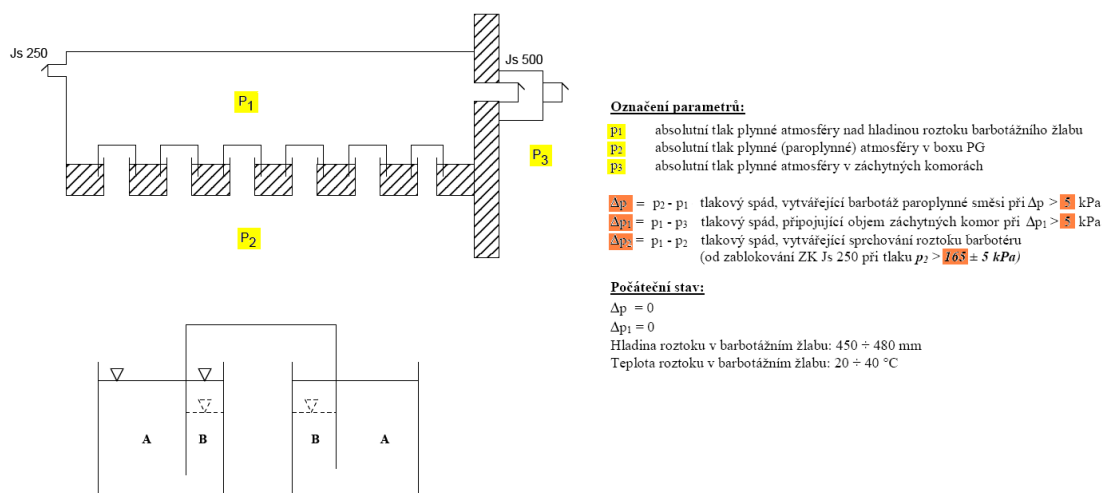 Js 250
Js 500
P1
P3
P2
A
B
B
A
Označení parametrů:
p1 absolutní tlak plynné atmosféry nad hladinou roztoku barbotážního žlabu
p2 absolutní tlak plynné (paroplynné) atmosféry v boxu PG
p3 absolutní tlak plynné atmosféry v záchytných komorách
Δp = p2 - p1 tlakový spád, vytvářející barbotáž paroplynné směsi při Δp > 5 kPa
Δp1 = p1 - p3 tlakový spád, připojující objem záchytných komor při Δp1 > 5 kPa
Δp2 = p1 - p2 tlakový spád, vytvářející sprchování roztoku barbotéru
(od zablokování ZK Js 250 při tlaku p2 > 165 ± 5 kPa)
Počáteční stav:
Δp = 0
Δp1 = 0
Hladina roztoku v barbotážním žlabu: 450 ÷ 480 mm
Teplota roztoku v barbotážním žlabu: 20 ÷ 40 °C